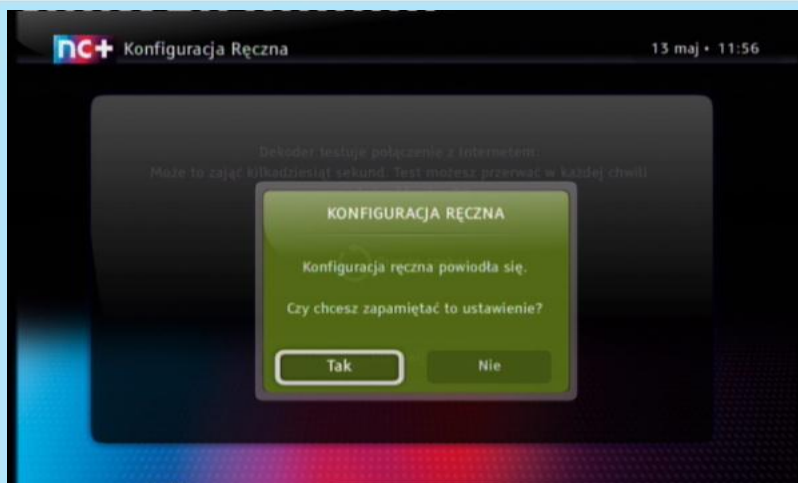 nc+ Konfiguracja Ręczna 13 maj • 11:56
Dekoder testuje połączenie z Internetem.
Może to zająć kilkadziesiąt sekund. Test możesz przerwać w każdej chwili
KONFIGURACJA RĘCZNA
Konfiguracja ręczna powiodła się.
Czy chcesz zapamiętać to ustawienie?
Tak Nie